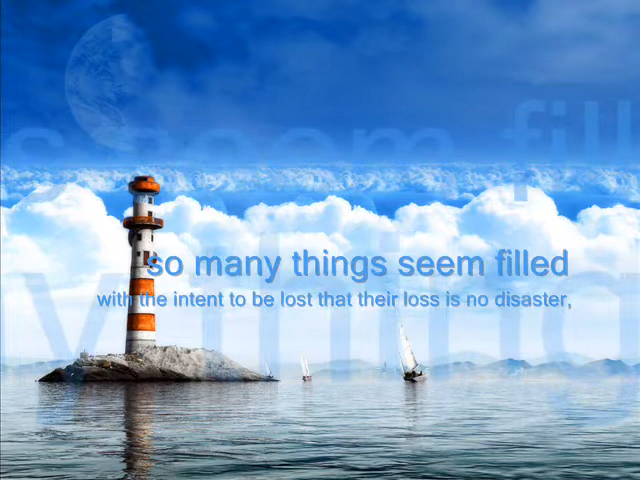 so many things seem filled
with the intent to be lost that their loss is no disaster,